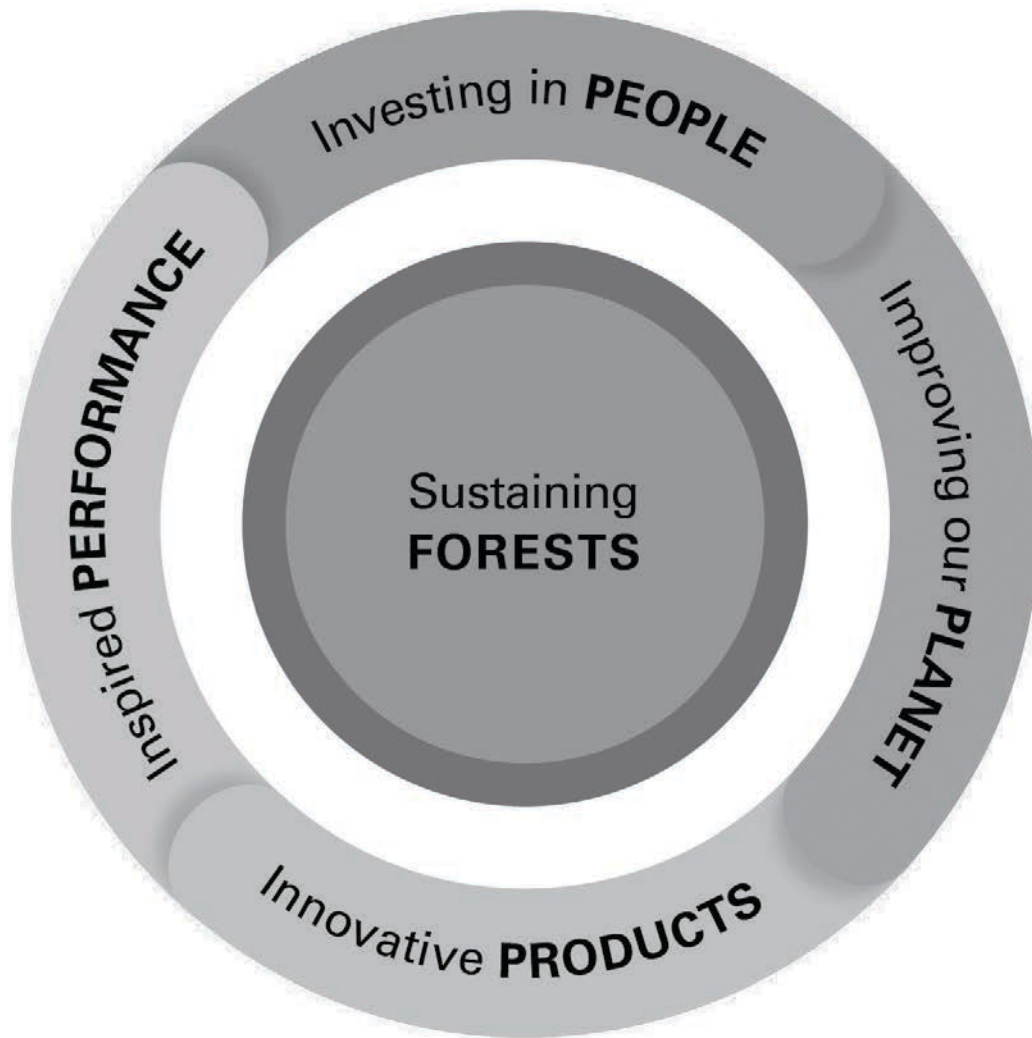 Investing in PEOPLE
Improving our PLANET
Innovative PRODUCTS
Inspired PERFORMANCE
Sustaining
FORESTS